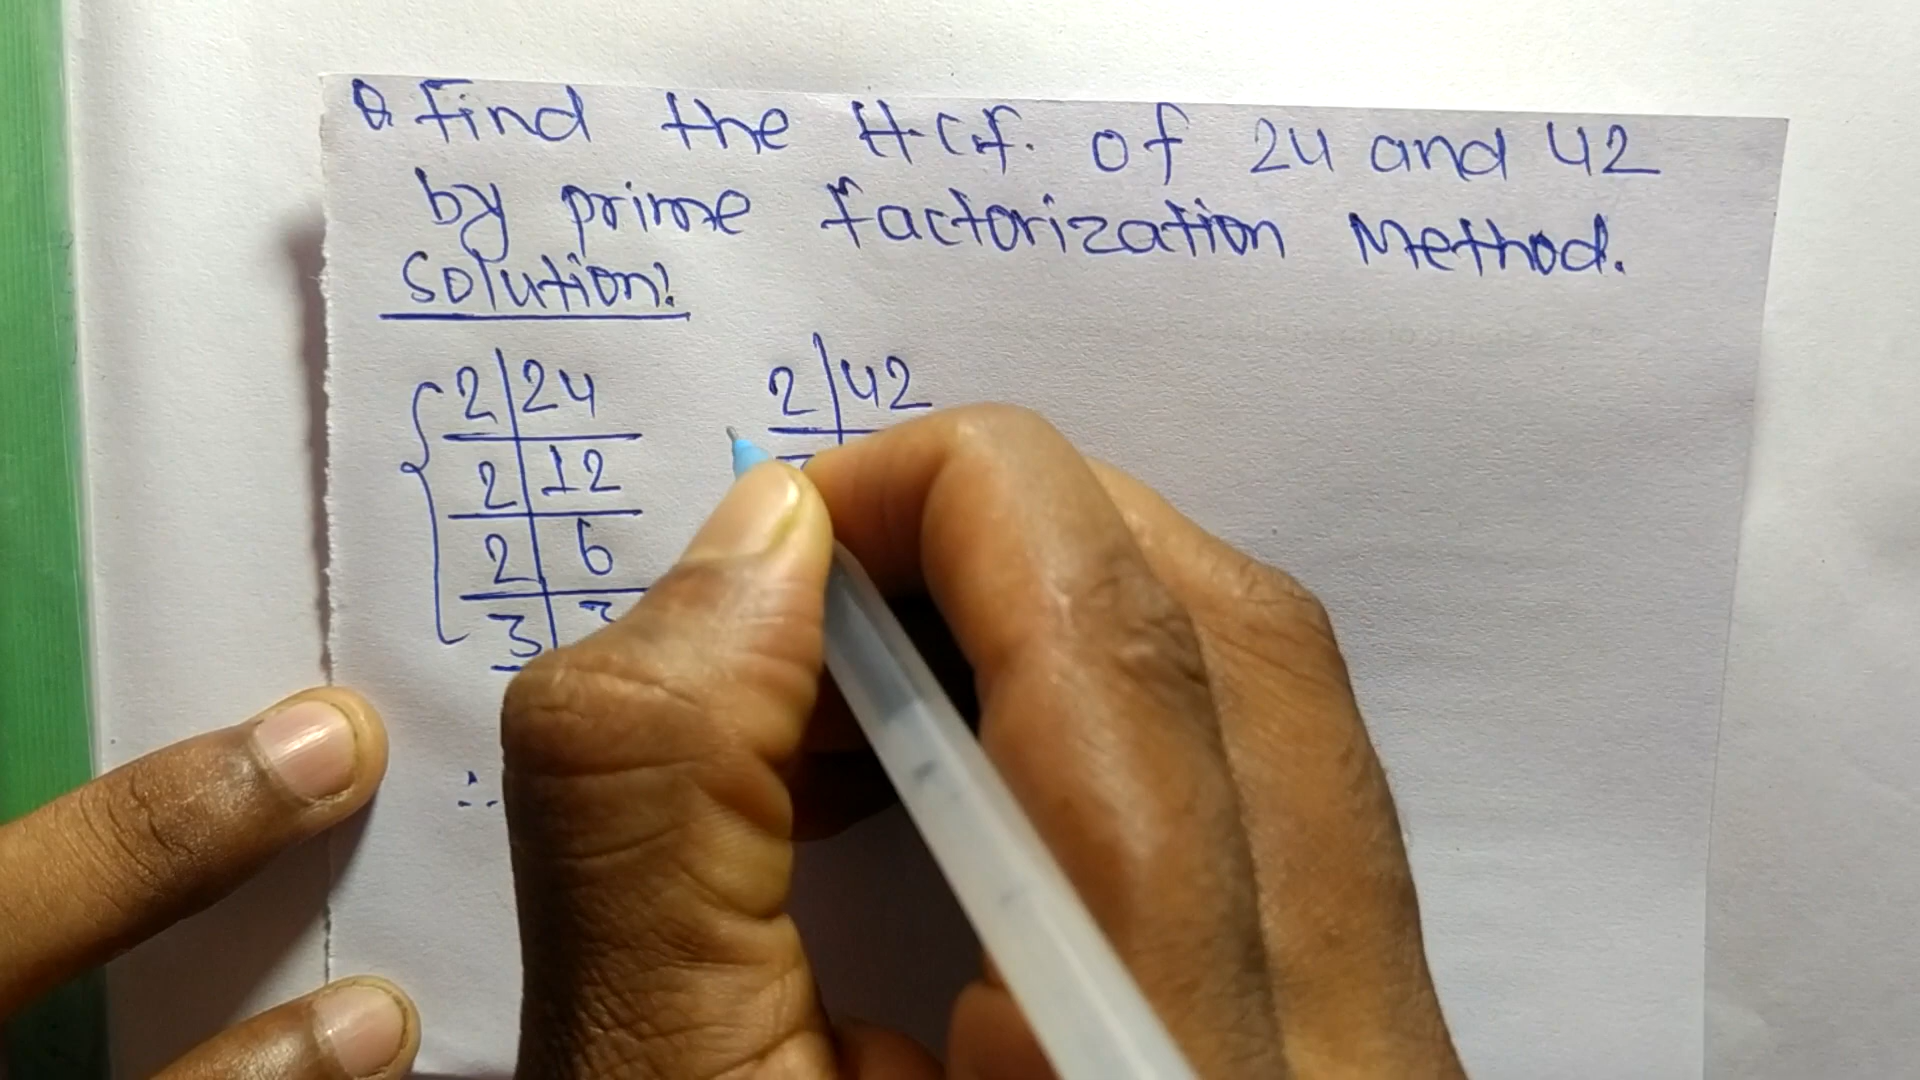 Q Find the H.C.F. of 24 and 42
by prime factorization Method.
Solution:
2 | 24
2 | 12
2 | 6
3 | 3
2 | 42
∴